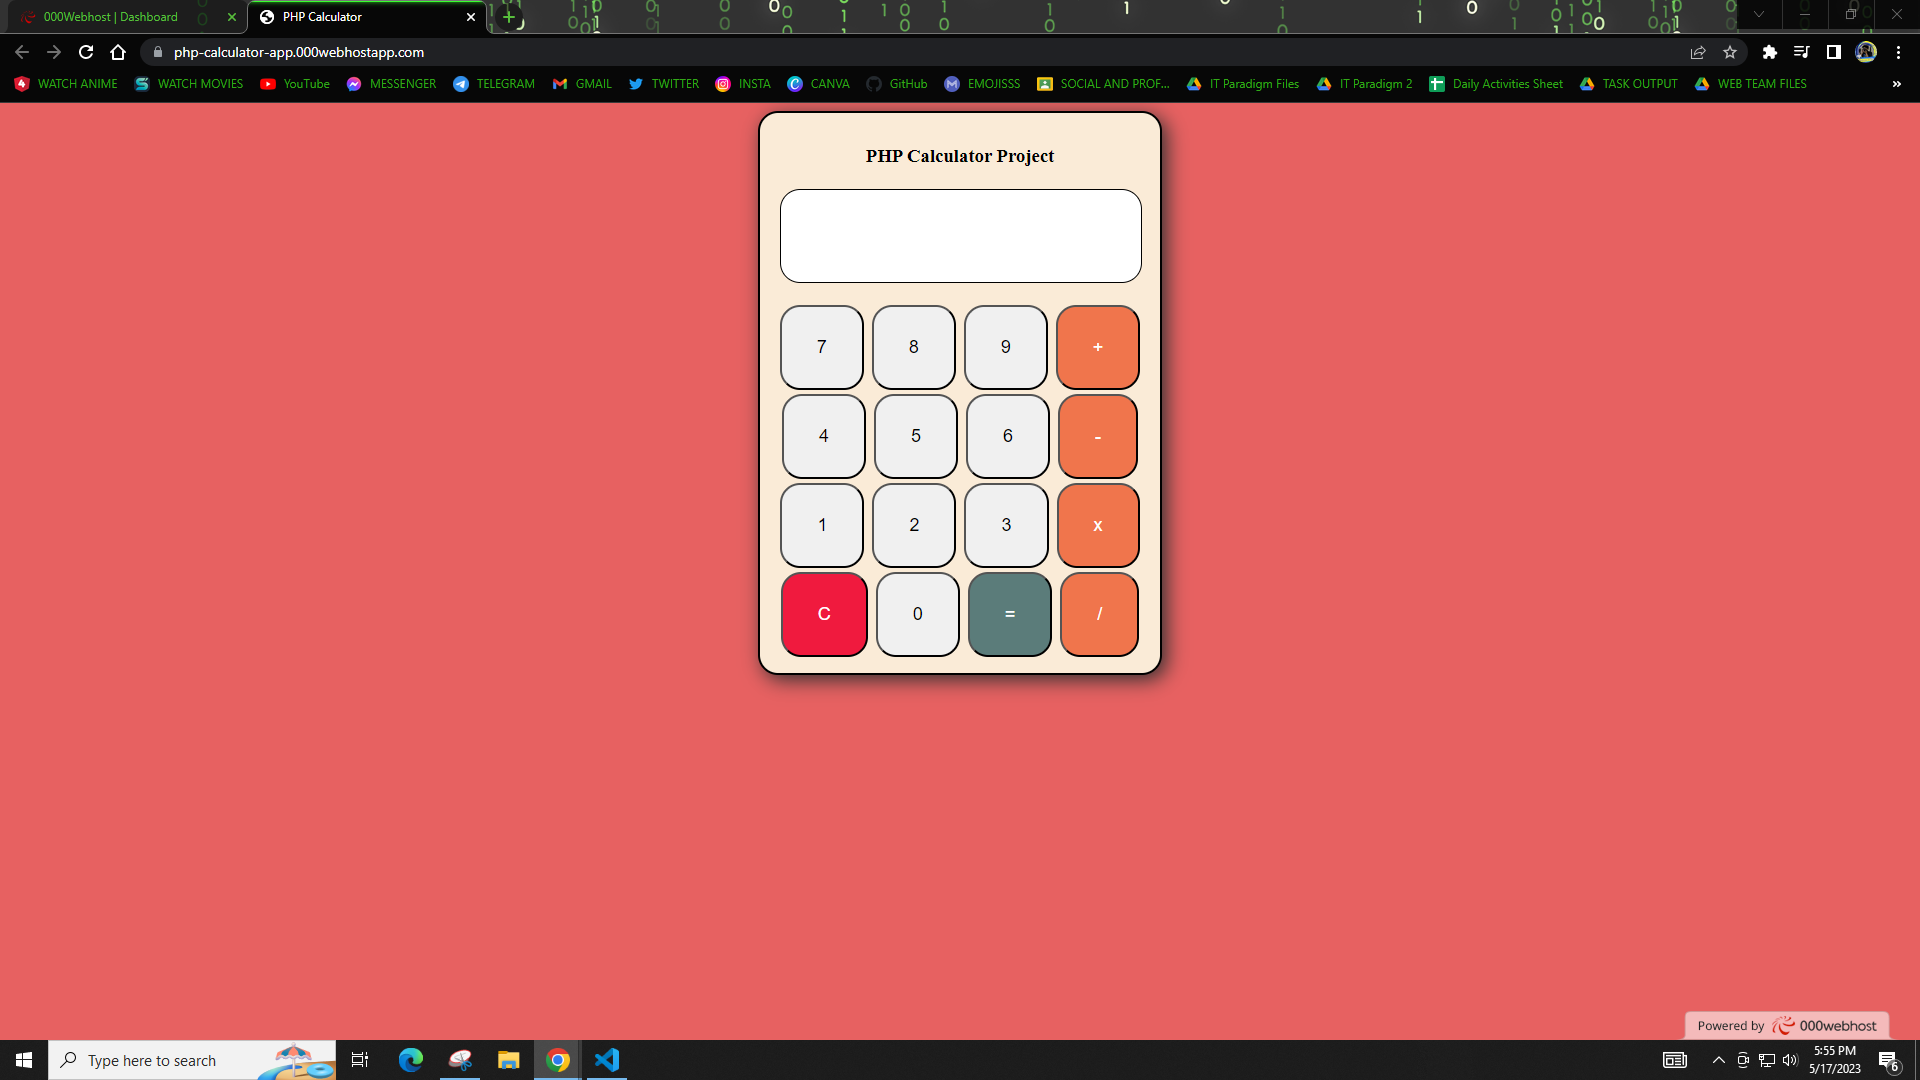 000Webhost | Dashboard
PHP Calculator
php-calculator-app.000webhostapp.com
WATCH ANIME WATCH MOVIES YouTube MESSENGER TELEGRAM GMAIL TWITTER INSTA CANVA GitHub EMOJISSS SOCIAL AND PROF... IT Paradigm Files IT Paradigm 2 Daily Activities Sheet TASK OUTPUT WEB TEAM FILES »
PHP Calculator Project
7 8 9 +
4 5 6 -
1 2 3 x
C 0 = /
Powered by 000webhost
Type here to search
5:55 PM
5/17/2023
6